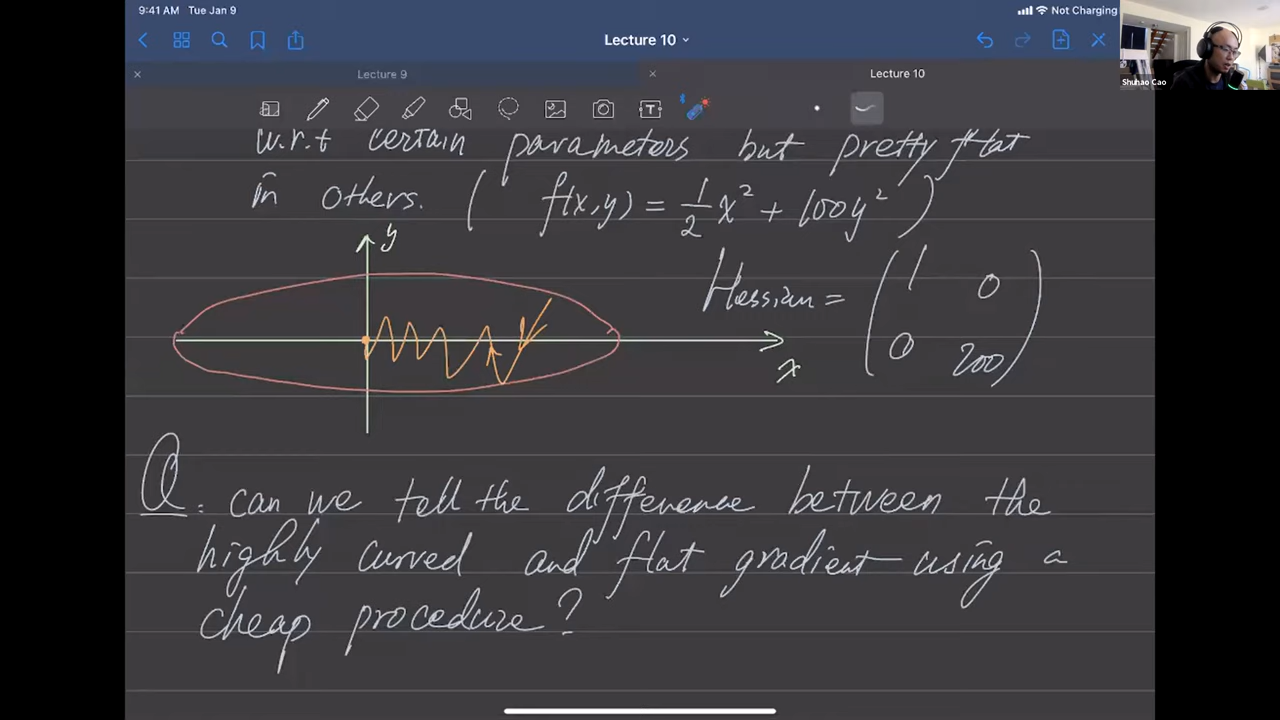 9:41 AM Tue Jan 9
Not Charging
Lecture 10
Shuhao Cao
Lecture 9
Lecture 10
T
w.r.t certain parameters but pretty flat
in others. ( f(x,y) = 1/2 x² + 100y² )
y
Hessian = ( 1 0
0 200 )
x
Q: can we tell the difference between the
highly curved and flat gradient using a
cheap procedure?